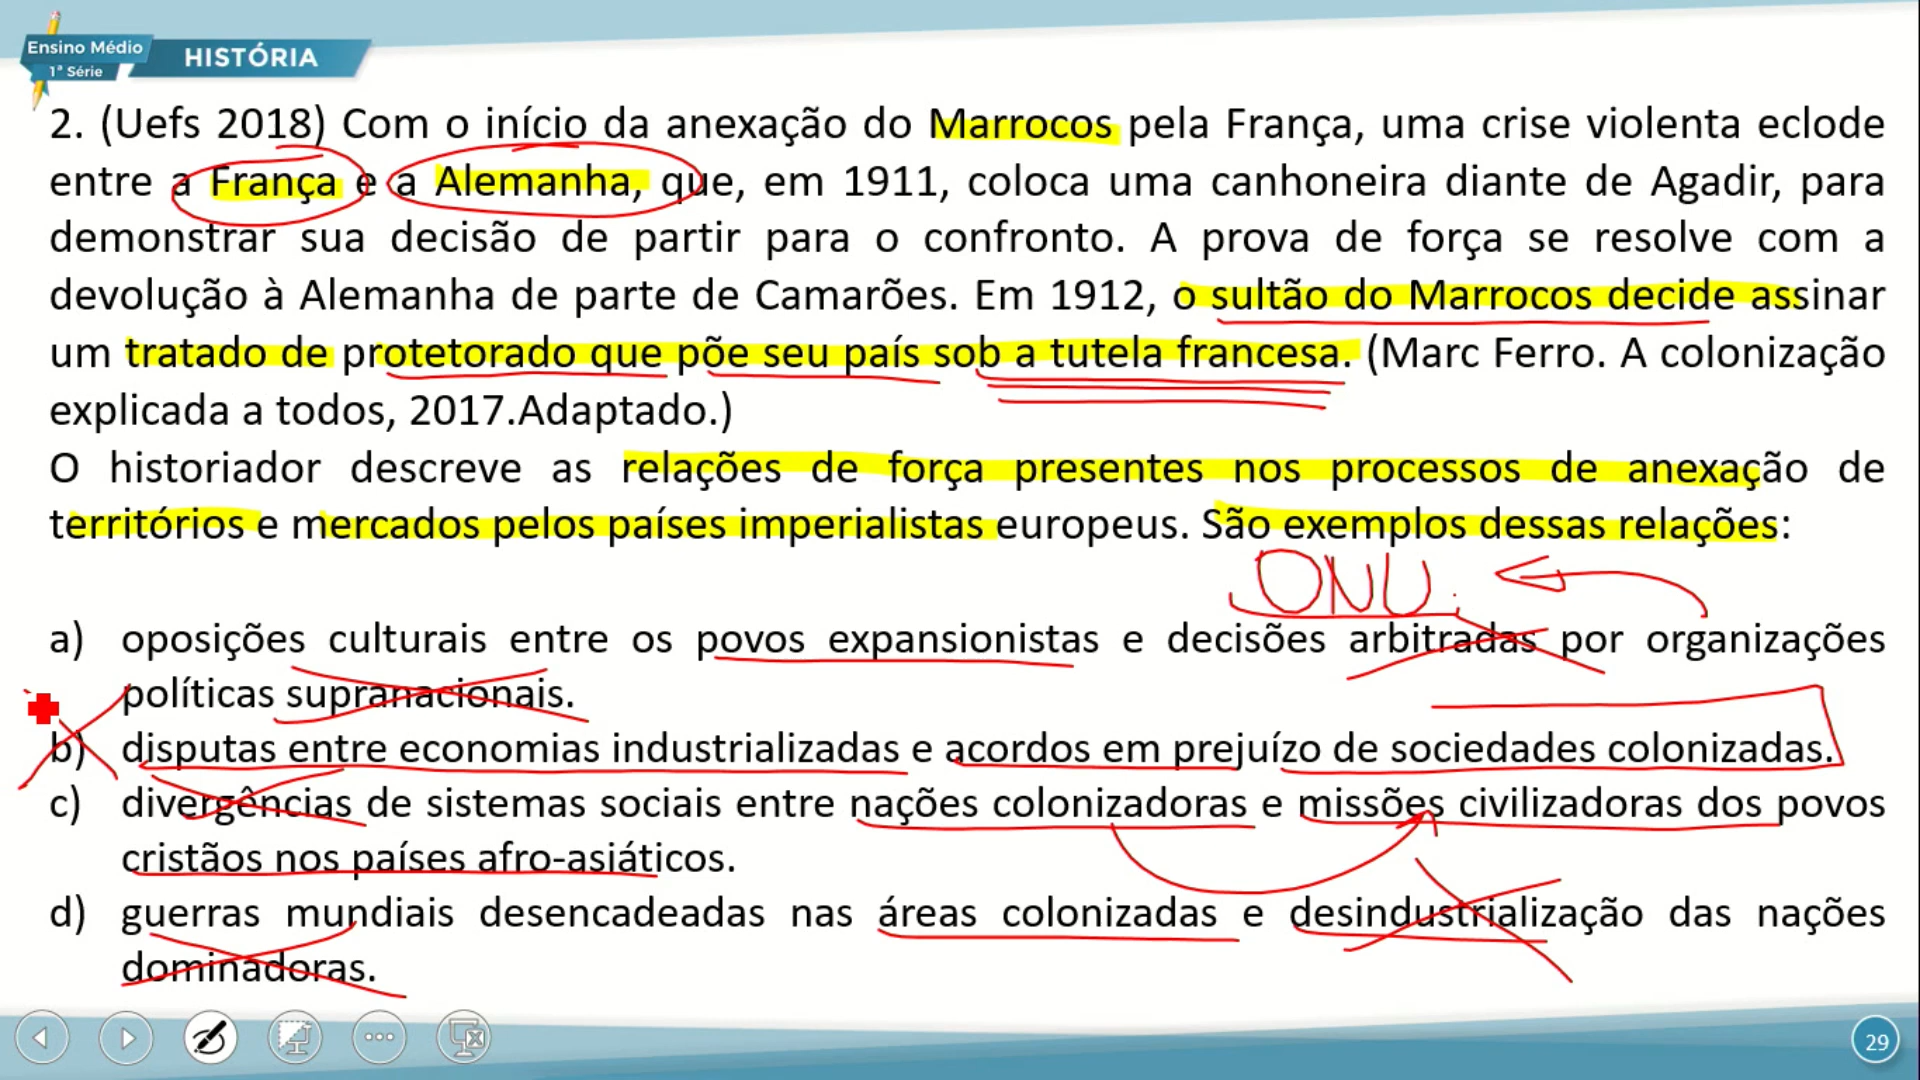 Ensino Médio
1ª Série
HISTÓRIA
2. (Uefs 2018) Com o início da anexação do Marrocos pela França, uma crise violenta eclode
entre a França e a Alemanha, que, em 1911, coloca uma canhoneira diante de Agadir, para
demonstrar sua decisão de partir para o confronto. A prova de força se resolve com a
devolução à Alemanha de parte de Camarões. Em 1912, o sultão do Marrocos decide assinar
um tratado de protetorado que põe seu país sob a tutela francesa. (Marc Ferro. A colonização
explicada a todos, 2017.Adaptado.)
O historiador descreve as relações de força presentes nos processos de anexação de
territórios e mercados pelos países imperialistas europeus. São exemplos dessas relações:
ONU
a) oposições culturais entre os povos expansionistas e decisões arbitradas por organizações
políticas supranacionais.
b) disputas entre economias industrializadas e acordos em prejuízo de sociedades colonizadas.
c) divergências de sistemas sociais entre nações colonizadoras e missões civilizadoras dos povos
cristãos nos países afro-asiáticos.
d) guerras mundiais desencadeadas nas áreas colonizadas e desindustrialização das nações
dominadoras.
29